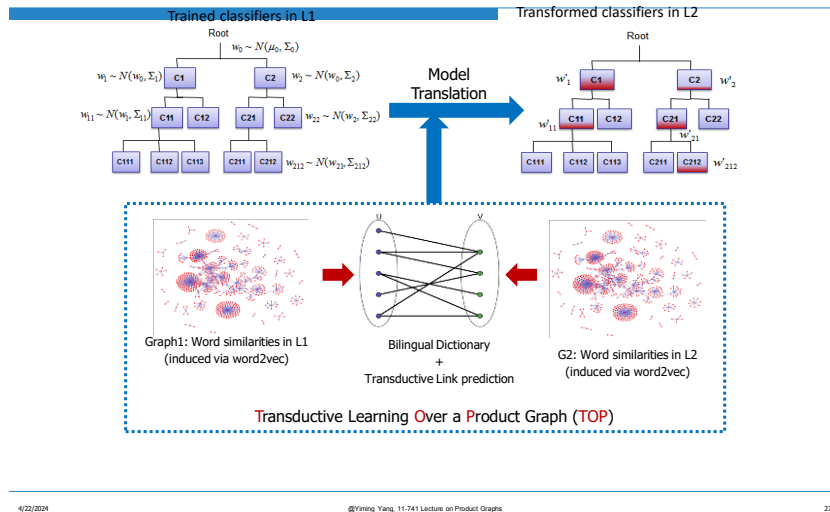 Trained classifiers in L1
Transformed classifiers in L2
Root
w₀ ~ N(μ₀, Σ₀)
w₁ ~ N(w₀, Σ₁)
C1
C2
w₂ ~ N(w₀, Σ₂)
w₁₁ ~ N(w₁, Σ₁₁)
C11
C12
C21
C22
w₂₂ ~ N(w₂, Σ₂₂)
C111
C112
C113
C211
C212
w₂₁₂ ~ N(w₂₁, Σ₂₁₂)
Model
Translation
Root
w'₁
C1
C2
w'₂
w'₁₁
C11
C12
C21
C22
w'₂₁
C111
C112
C113
C211
C212
w'₂₁₂
U
V
Graph1: Word similarities in L1
(induced via word2vec)
Bilingual Dictionary
+
Transductive Link prediction
G2: Word similarities in L2
(induced via word2vec)
Transductive Learning Over a Product Graph (TOP)
4/22/2024
@Yiming Yang, 11-741 Lecture on Product Graphs